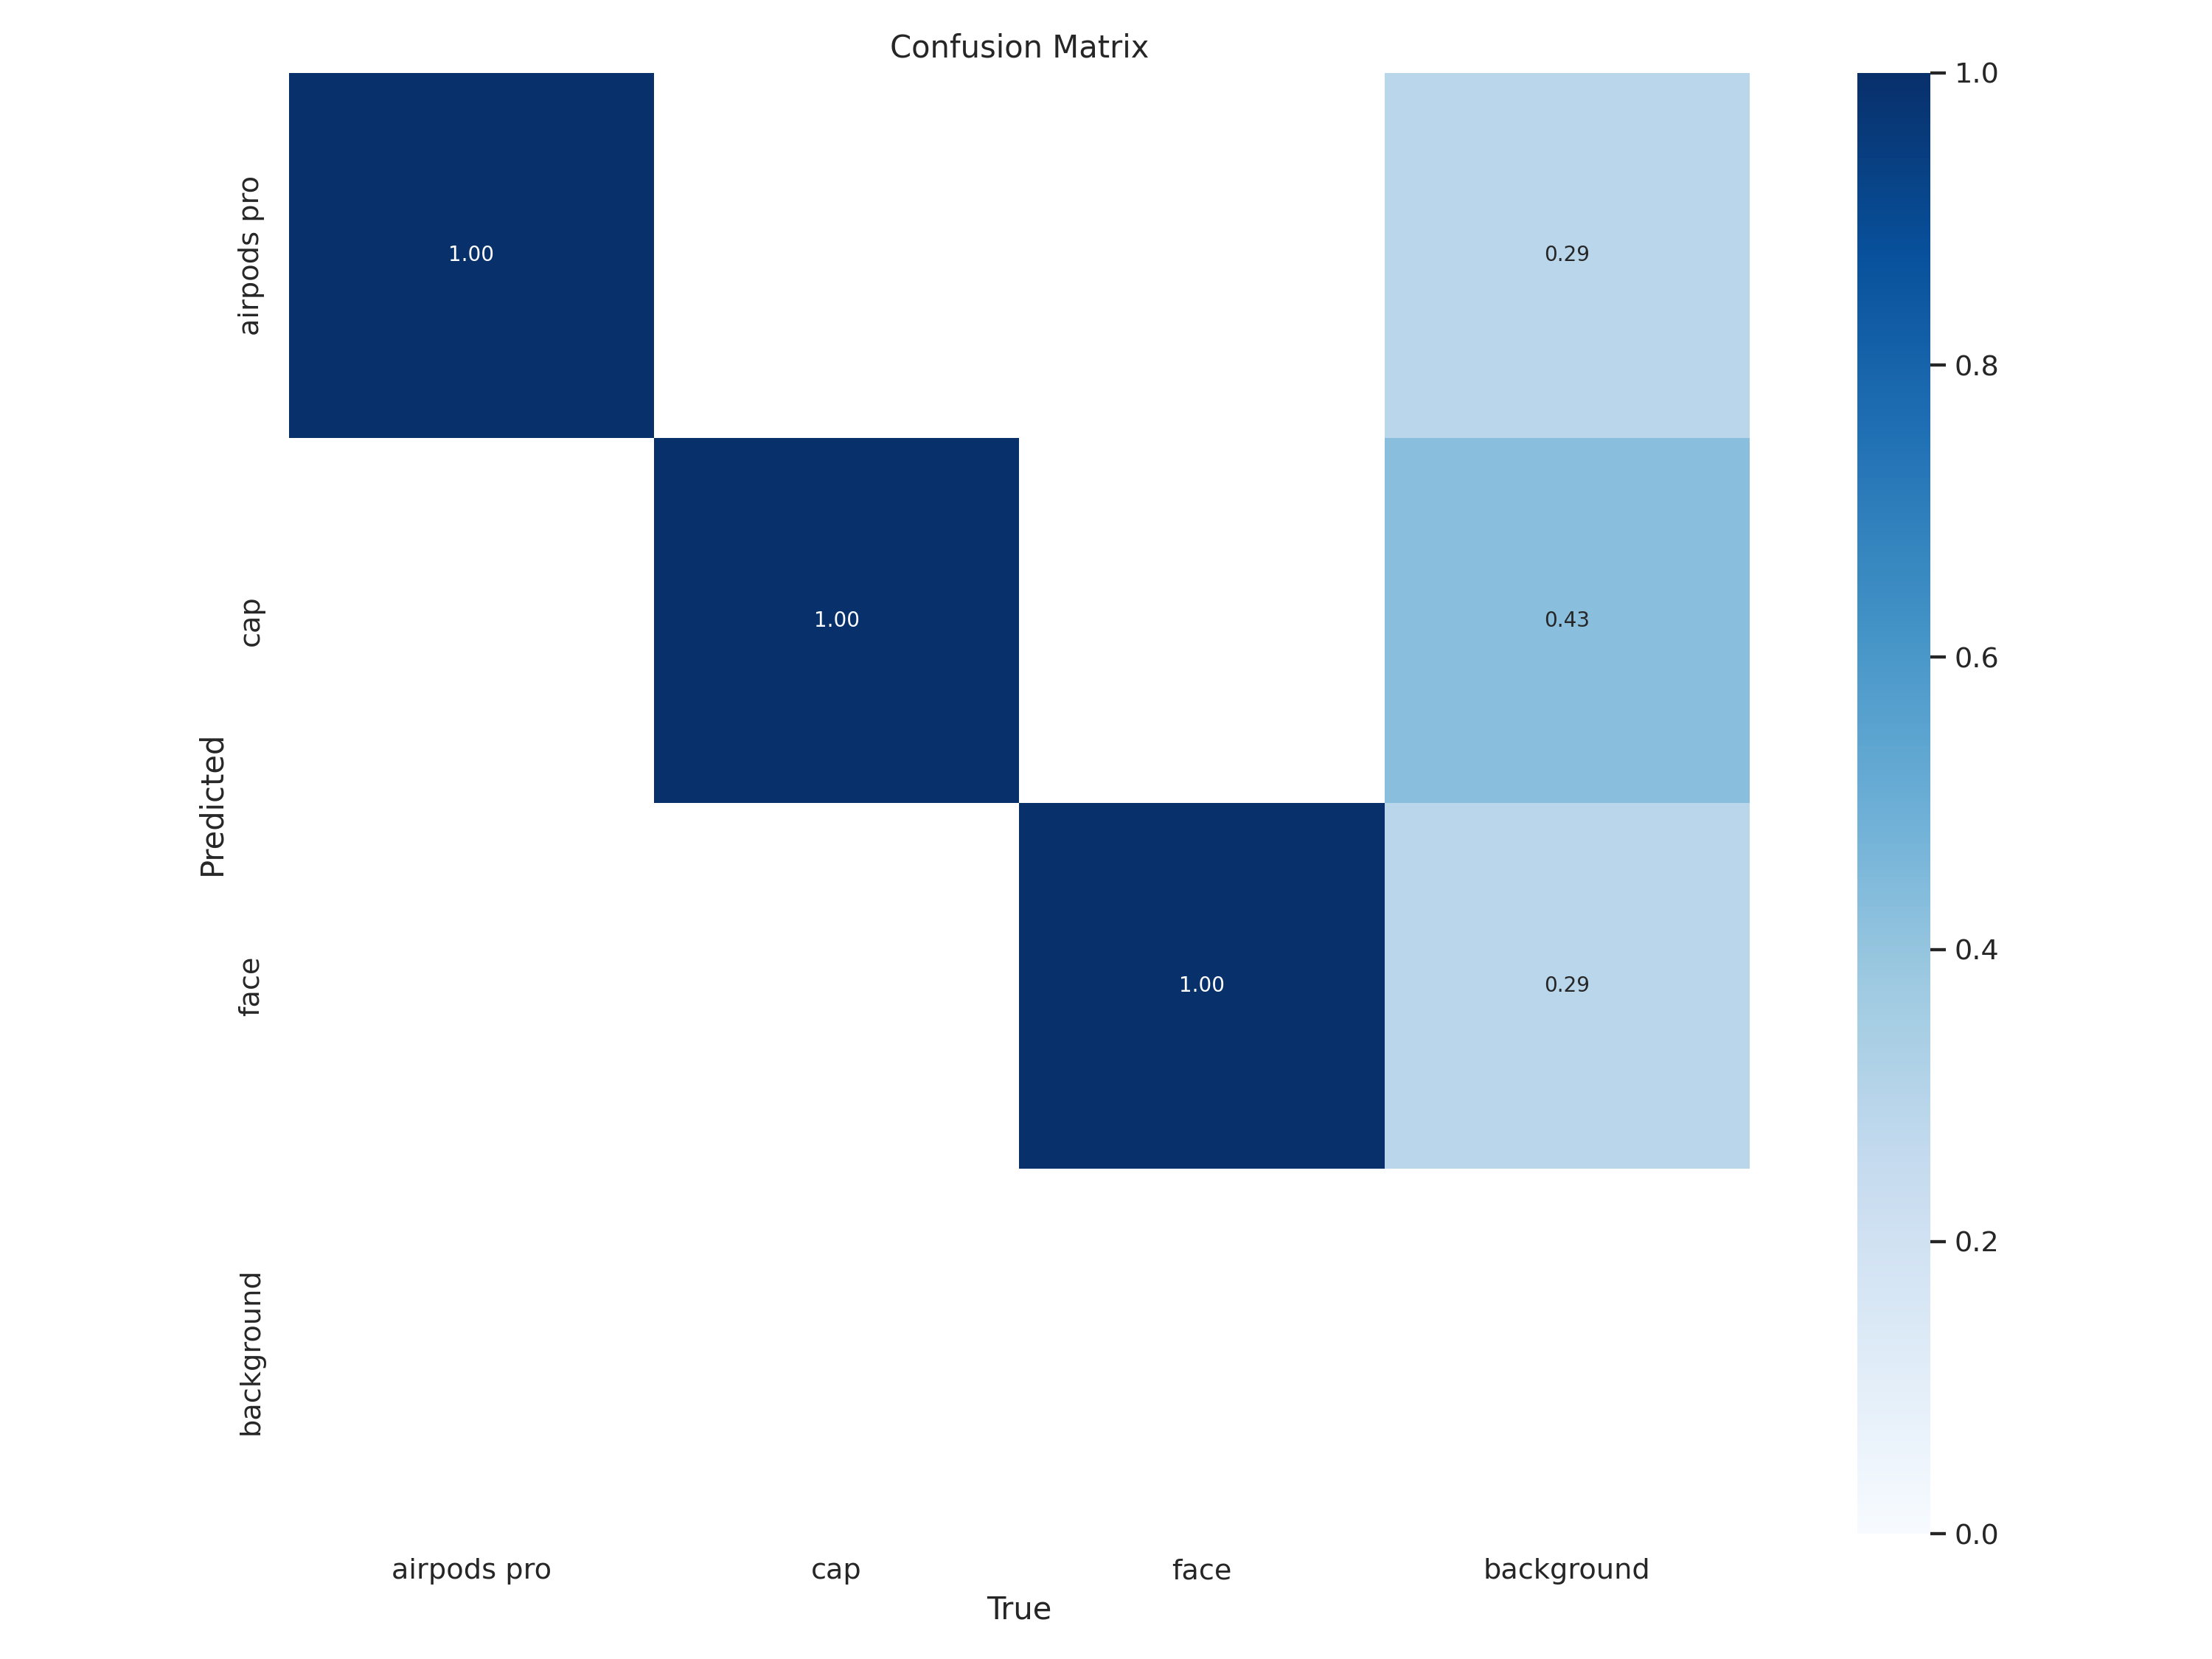 Confusion Matrix
airpods pro
cap
face
background
Predicted
1.00
0.29
1.00
0.43
1.00
0.29
airpods pro
cap
face
background
True
1.0
0.8
0.6
0.4
0.2
0.0